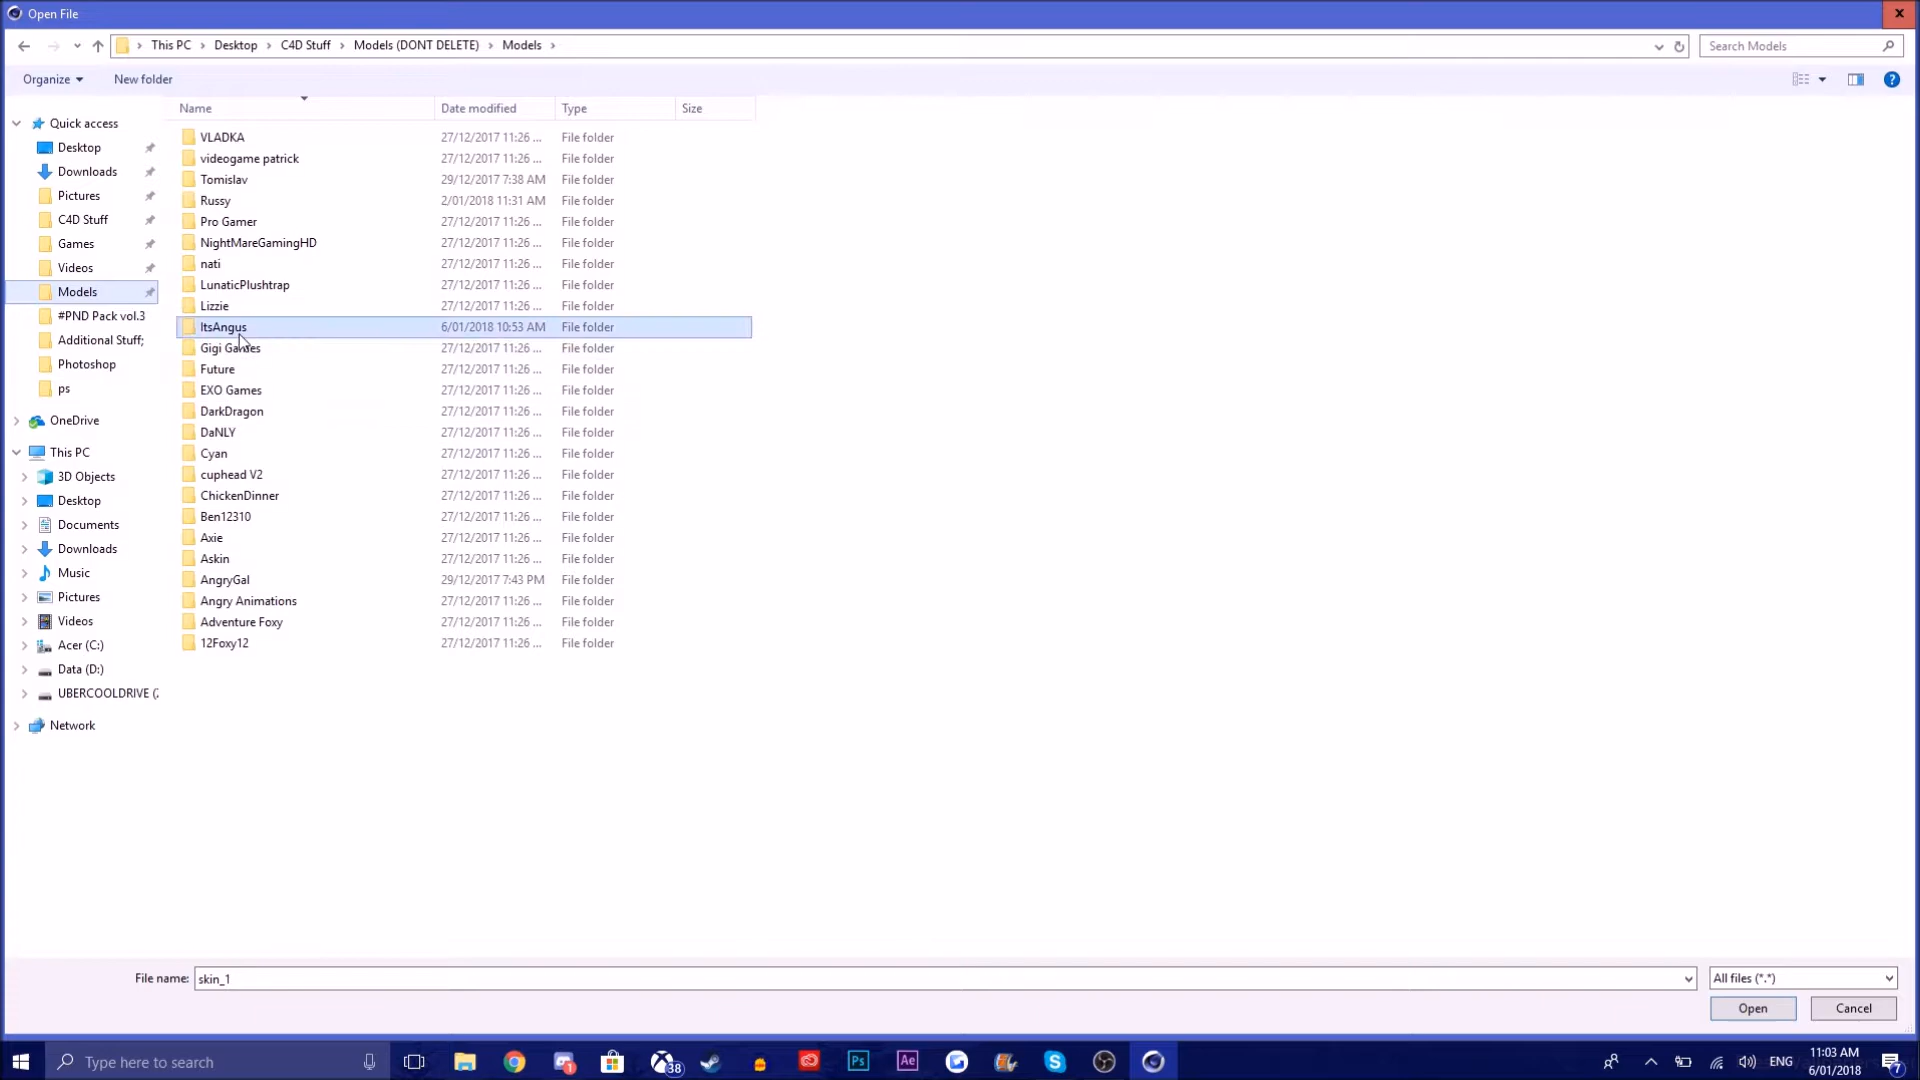 Open File
This PC > Desktop > C4D Stuff > Models (DONT DELETE) > Models >
Search Models
Organize
New folder
Name Date modified Type Size
Quick access
Desktop
Downloads
Pictures
C4D Stuff
Games
Videos
Models
#PND Pack vol.3
Additional Stuff;
Photoshop
ps
OneDrive
This PC
3D Objects
Desktop
Documents
Downloads
Music
Pictures
Videos
Acer (C:)
Data (D:)
UBERCOOLDRIVE (
Network
VLADKA 27/12/2017 11:26 ... File folder
videogame patrick 27/12/2017 11:26 ... File folder
Tomislav 29/12/2017 7:38 AM File folder
Russy 2/01/2018 11:31 AM File folder
Pro Gamer 27/12/2017 11:26 ... File folder
NightMareGamingHD 27/12/2017 11:26 ... File folder
nati 27/12/2017 11:26 ... File folder
LunaticPlushtrap 27/12/2017 11:26 ... File folder
Lizzie 27/12/2017 11:26 ... File folder
ItsAngus 6/01/2018 10:53 AM File folder
Gigi Games 27/12/2017 11:26 ... File folder
Future 27/12/2017 11:26 ... File folder
EXO Games 27/12/2017 11:26 ... File folder
DarkDragon 27/12/2017 11:26 ... File folder
DaNLY 27/12/2017 11:26 ... File folder
Cyan 27/12/2017 11:26 ... File folder
cuphead V2 27/12/2017 11:26 ... File folder
ChickenDinner 27/12/2017 11:26 ... File folder
Ben12310 27/12/2017 11:26 ... File folder
Axie 27/12/2017 11:26 ... File folder
Askin 27/12/2017 11:26 ... File folder
AngryGal 29/12/2017 7:43 PM File folder
Angry Animations 27/12/2017 11:26 ... File folder
Adventure Foxy 27/12/2017 11:26 ... File folder
12Foxy12 27/12/2017 11:26 ... File folder
File name: skin_1
All files (*.*)
Open
Cancel
Type here to search
1
38
Ps
Ae
ENG
11:03 AM
6/01/2018
7